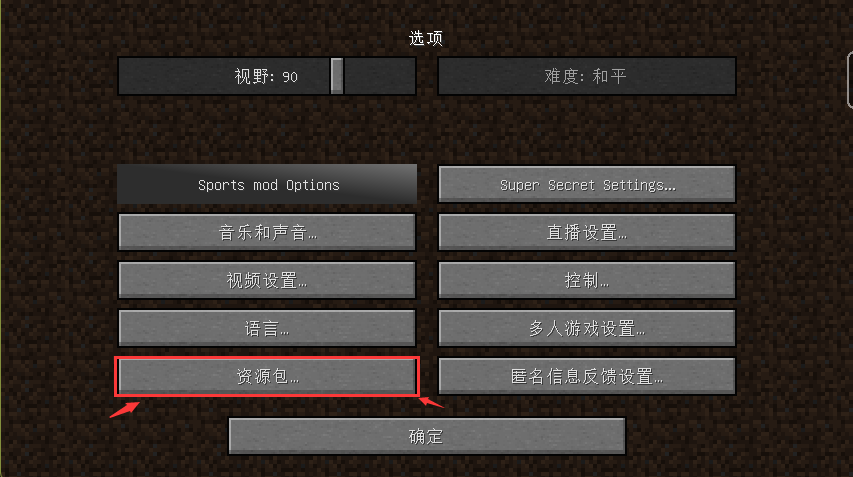 选项
视野: 90
难度: 和平
Sports mod Options
Super Secret Settings...
音乐和声音...
直播设置...
视频设置...
控制...
语言...
多人游戏设置...
资源包...
匿名信息反馈设置...
确定